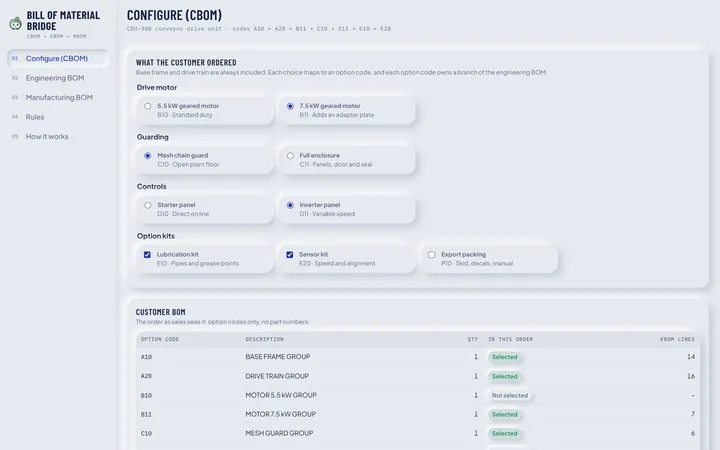 BILL OF MATERIAL
BRIDGE
CBOM → EBOM → MBOM
01 Configure (CBOM)
02 Engineering BOM
03 Manufacturing BOM
04 Rules
05 How it works
CONFIGURE (CBOM)
CDU-300 conveyor drive unit · order A10 + A20 + B11 + C10 + D11 + E10 + E20
WHAT THE CUSTOMER ORDERED
Base frame and drive train are always included. Each choice maps to an option code, and each option code owns a branch of the engineering BOM.
Drive motor
5.5 kW geared motor
B10 · Standard duty
7.5 kW geared motor
B11 · Adds an adapter plate
Guarding
Mesh chain guard
C10 · Open plant floor
Full enclosure
C11 · Panels, door and seal
Controls
Starter panel
D10 · Direct on line
Inverter panel
D11 · Variable speed
Option kits
Lubrication kit
E10 · Pipes and grease points
Sensor kit
E20 · Speed and alignment
Export packing
P10 · Skid, decals, manual
CUSTOMER BOM
The order as sales sees it: option codes only, no part numbers.
OPTION CODE DESCRIPTION QTY IN THIS ORDER EBOM LINES
A10 BASE FRAME GROUP 1 Selected 14
A20 DRIVE TRAIN GROUP 1 Selected 16
B10 MOTOR 5.5 kW GROUP 1 Not selected -
B11 MOTOR 7.5 kW GROUP 1 Selected 7
C10 MESH GUARD GROUP 1 Selected 6